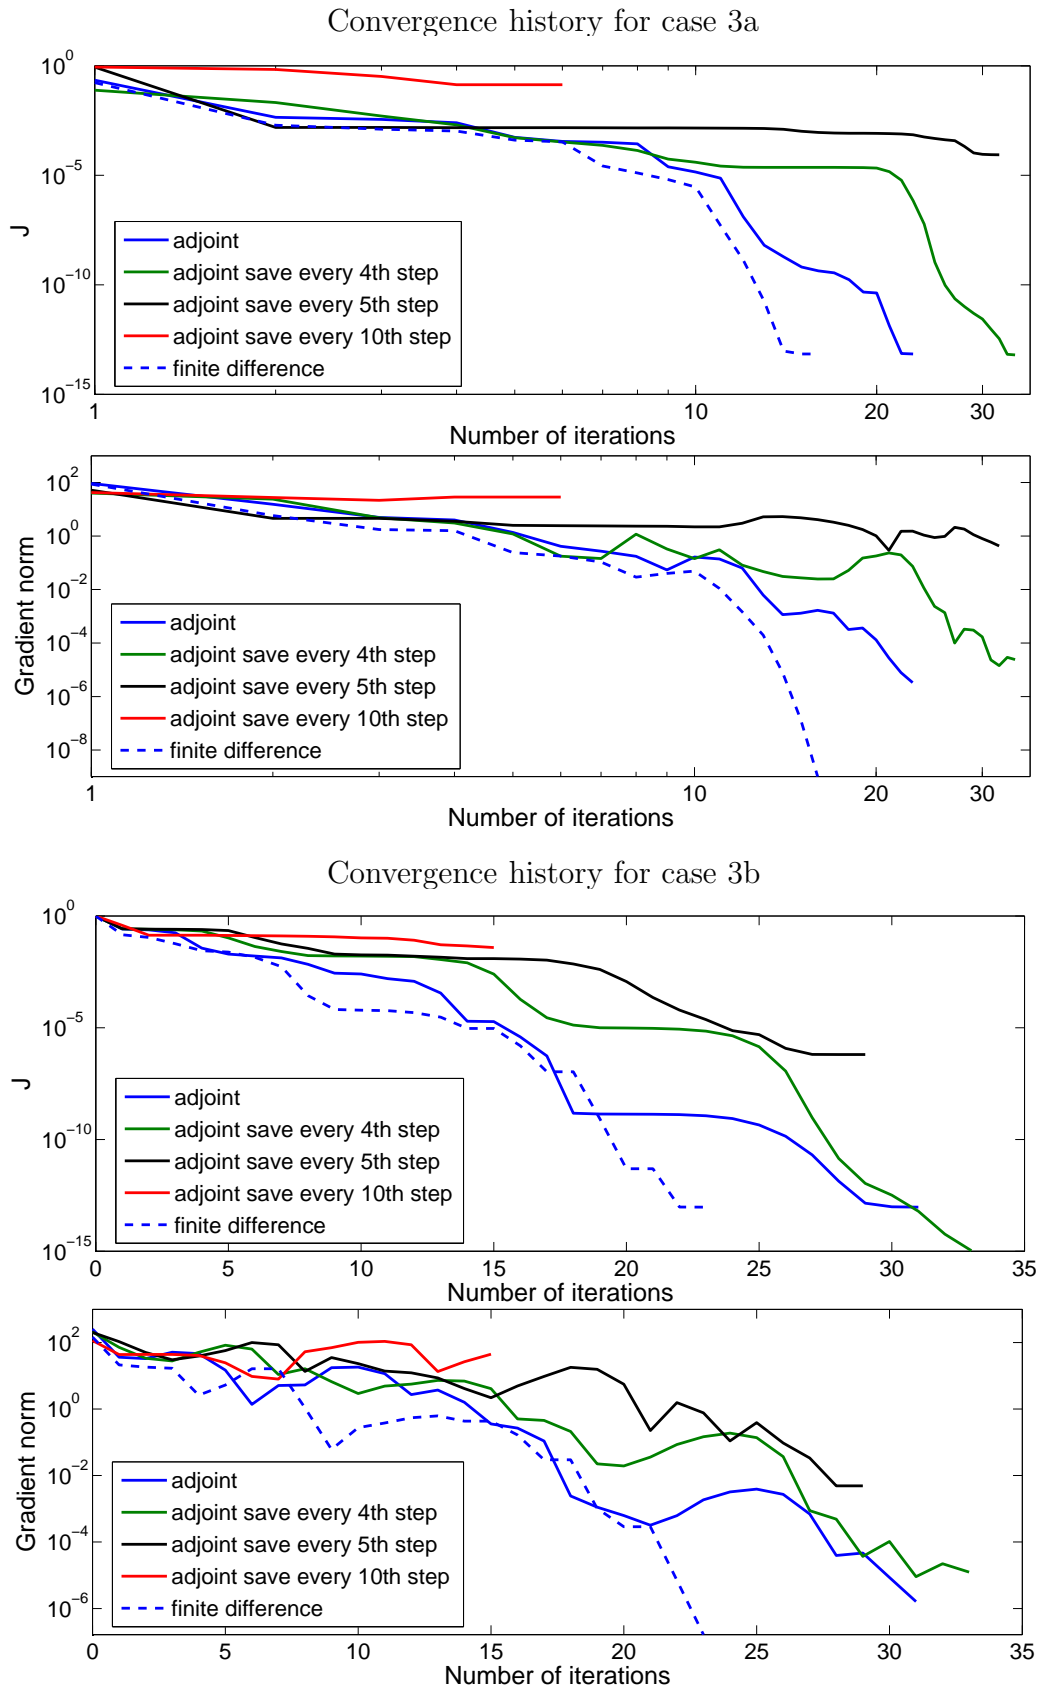 Convergence history for case 3a
10^0
10^−5
10^−10
10^−15
J
adjoint
adjoint save every 4th step
adjoint save every 5th step
adjoint save every 10th step
finite difference
1 10 20 30
Number of iterations
10^2
10^0
10^−2
10^−4
10^−6
10^−8
Gradient norm
adjoint
adjoint save every 4th step
adjoint save every 5th step
adjoint save every 10th step
finite difference
1 10 20 30
Number of iterations
Convergence history for case 3b
10^0
10^−5
10^−10
10^−15
J
adjoint
adjoint save every 4th step
adjoint save every 5th step
adjoint save every 10th step
finite difference
0 5 10 15 20 25 30 35
Number of iterations
10^2
10^0
10^−2
10^−4
10^−6
Gradient norm
adjoint
adjoint save every 4th step
adjoint save every 5th step
adjoint save every 10th step
finite difference
0 5 10 15 20 25 30 35
Number of iterations